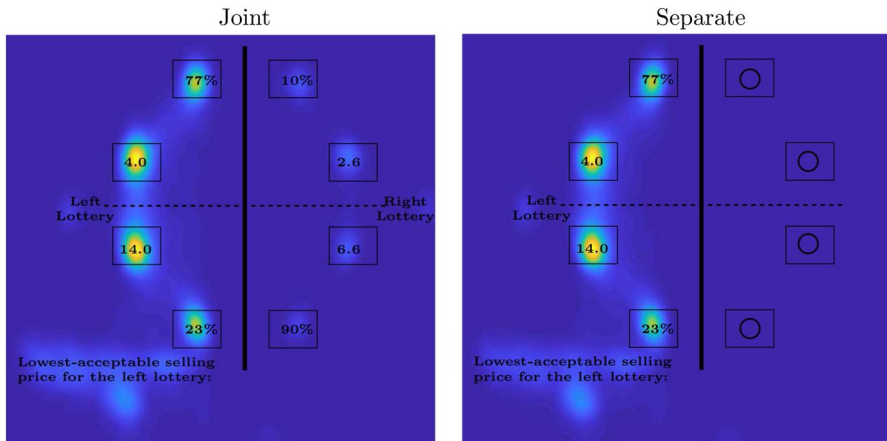 Joint
77%
10%
4.0
2.6
Left
Lottery
Right
Lottery
14.0
6.6
23%
90%
Lowest-acceptable selling
price for the left lottery:
Separate
77%
4.0
Left
Lottery
14.0
23%
Lowest-acceptable selling
price for the left lottery: